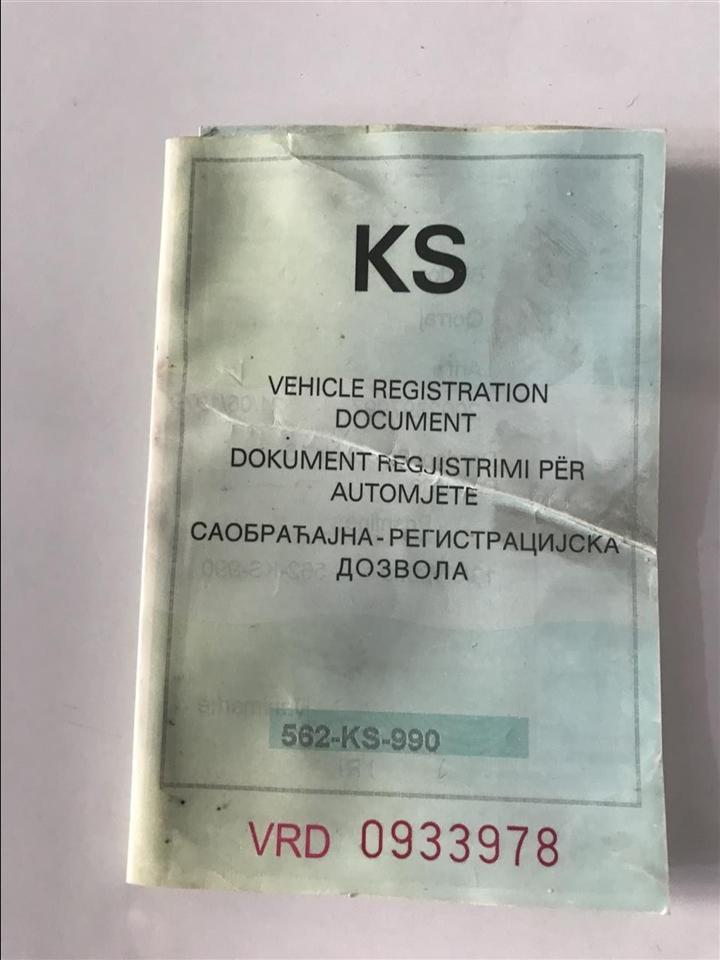 KS
VEHICLE REGISTRATION
DOCUMENT
DOKUMENT REGJISTRIMI PËR
AUTOMJETE
САОБРАЋАЈНА-РЕГИСТРАЦИЈСКА
ДОЗВОЛА
562-KS-990
VRD 0933978